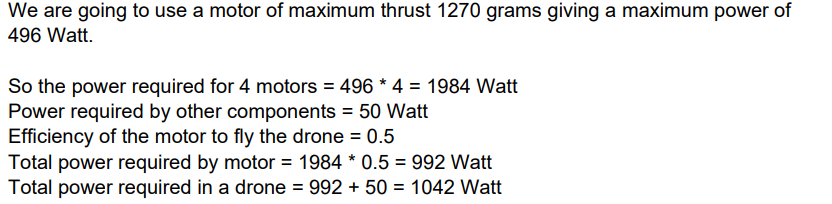 We are going to use a motor of maximum thrust 1270 grams giving a maximum power of
496 Watt.
So the power required for 4 motors = 496 * 4 = 1984 Watt
Power required by other components = 50 Watt
Efficiency of the motor to fly the drone = 0.5
Total power required by motor = 1984 * 0.5 = 992 Watt
Total power required in a drone = 992 + 50 = 1042 Watt